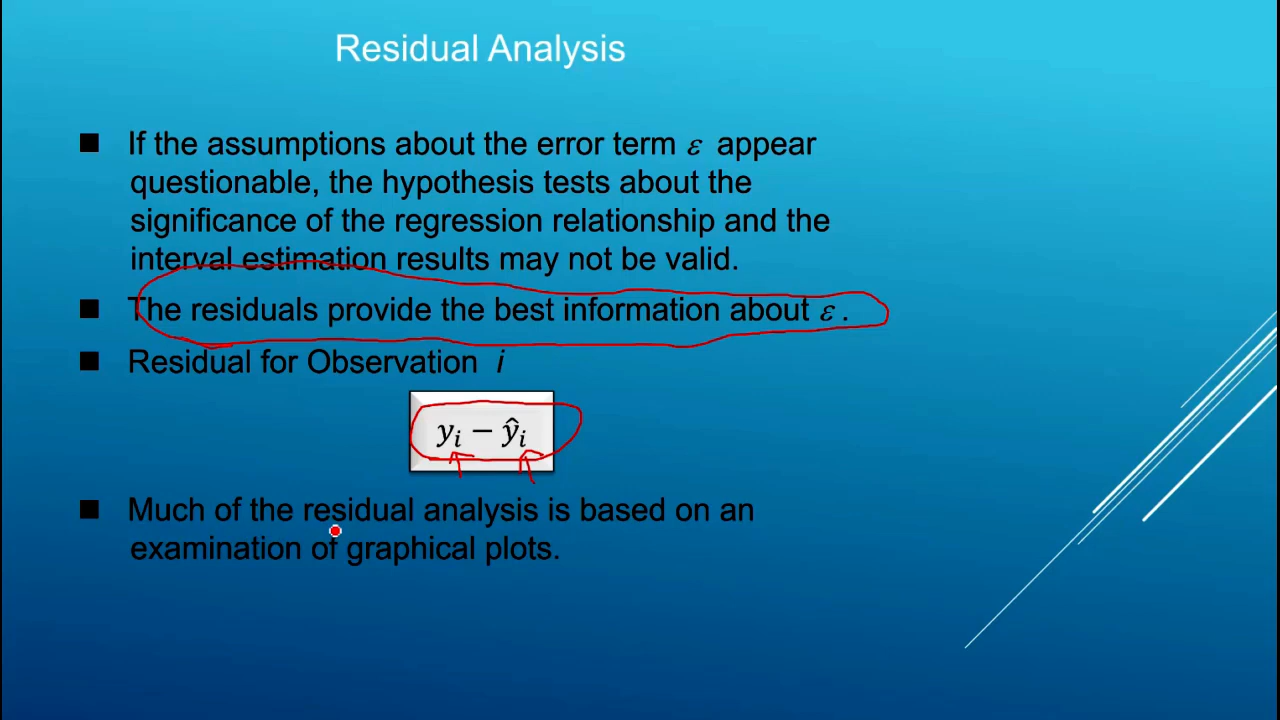 Residual Analysis
If the assumptions about the error term ε appear
questionable, the hypothesis tests about the
significance of the regression relationship and the
interval estimation results may not be valid.
The residuals provide the best information about ε .
Residual for Observation i
yᵢ − ŷᵢ
Much of the residual analysis is based on an
examination of graphical plots.